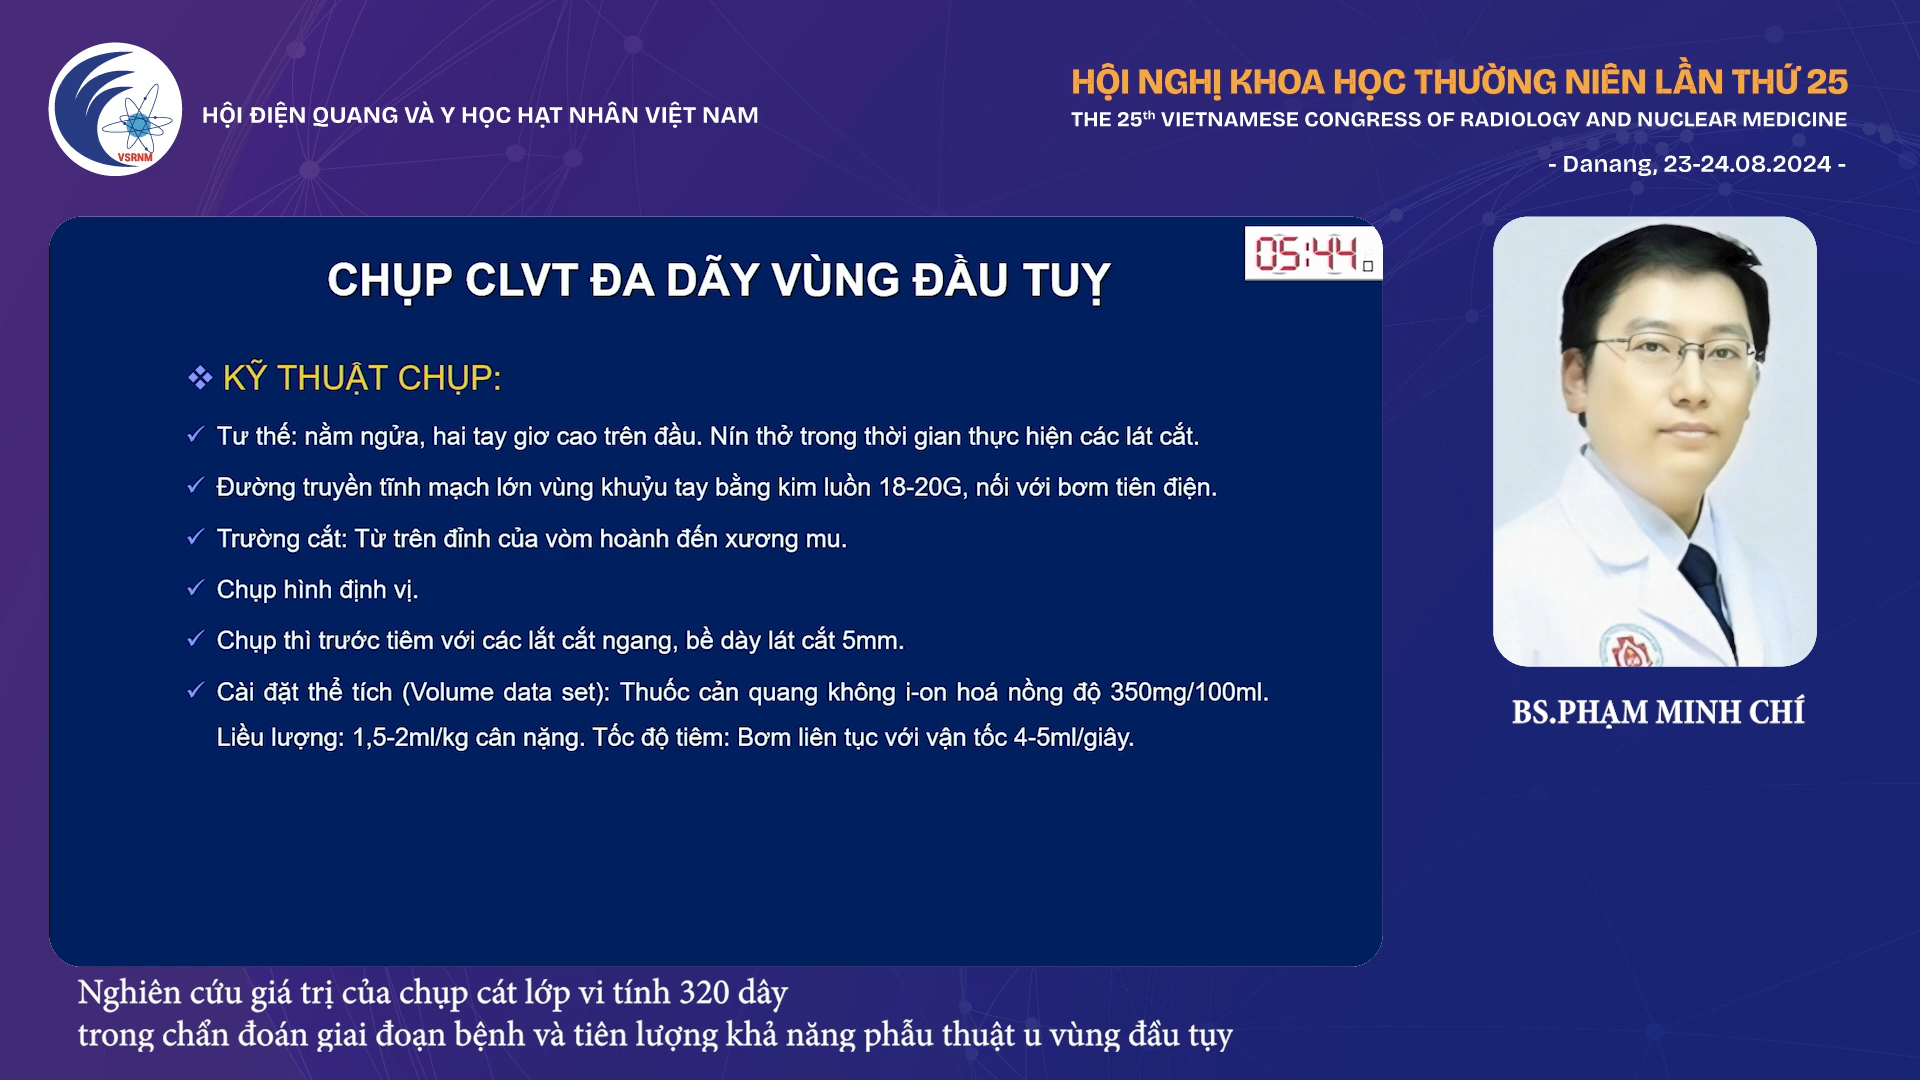 VSRNM
HỘI ĐIỆN QUANG VÀ Y HỌC HẠT NHÂN VIỆT NAM
HỘI NGHỊ KHOA HỌC THƯỜNG NIÊN LẦN THỨ 25
THE 25th VIETNAMESE CONGRESS OF RADIOLOGY AND NUCLEAR MEDICINE
- Danang, 23-24.08.2024 -
05:44
CHỤP CLVT ĐA DÃY VÙNG ĐẦU TUỴ
❖ KỸ THUẬT CHỤP:
✓ Tư thế: nằm ngửa, hai tay giơ cao trên đầu. Nín thở trong thời gian thực hiện các lát cắt.
✓ Đường truyền tĩnh mạch lớn vùng khuỷu tay bằng kim luồn 18-20G, nối với bơm tiên điện.
✓ Trường cắt: Từ trên đỉnh của vòm hoành đến xương mu.
✓ Chụp hình định vị.
✓ Chụp thì trước tiêm với các lắt cắt ngang, bề dày lát cắt 5mm.
✓ Cài đặt thể tích (Volume data set): Thuốc cản quang không i-on hoá nồng độ 350mg/100ml.
Liều lượng: 1,5-2ml/kg cân nặng. Tốc độ tiêm: Bơm liên tục với vận tốc 4-5ml/giây.
BS.PHẠM MINH CHÍ
Nghiên cứu giá trị của chụp cát lớp vi tính 320 dây
trong chẩn đoán giai đoạn bệnh và tiên lượng khả năng phẫu thuật u vùng đầu tụy